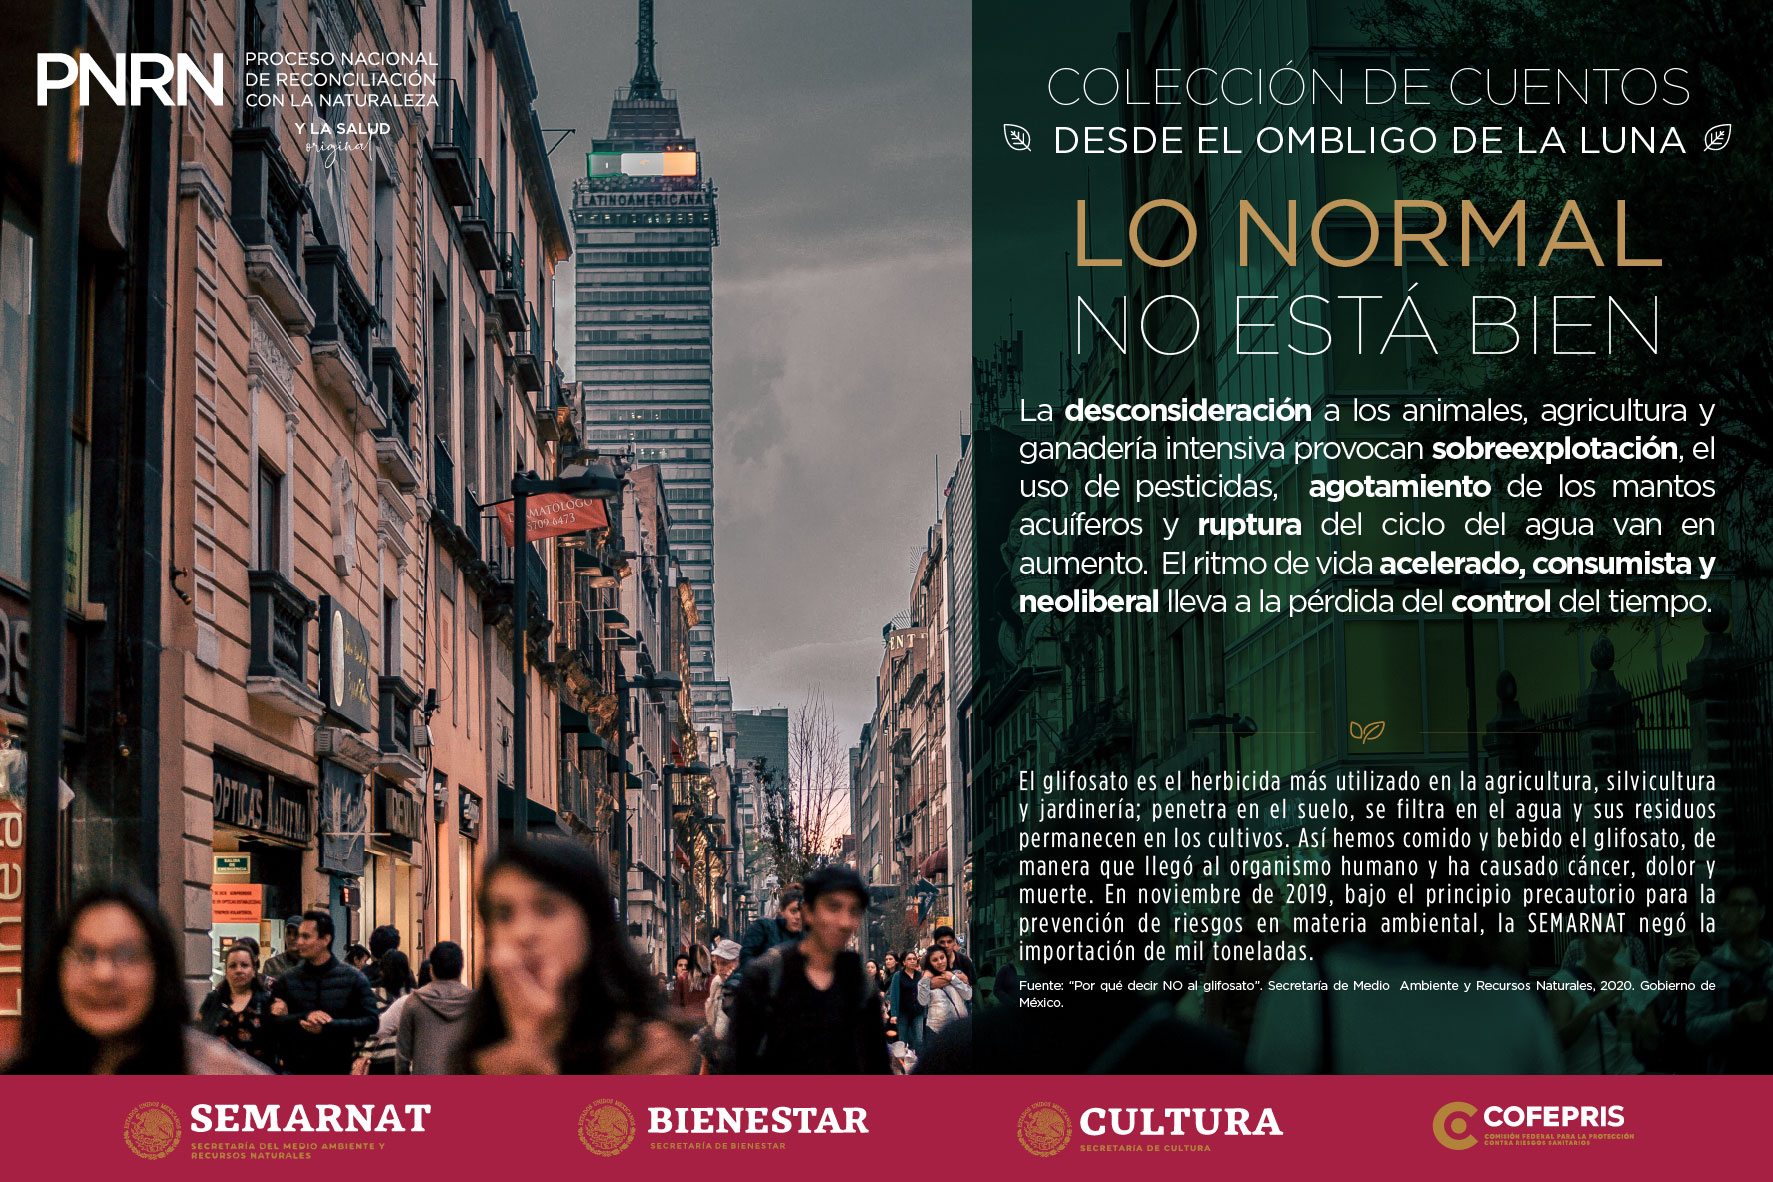 PNRN
PROCESO NACIONAL
DE RECONCILIACIÓN
CON LA NATURALEZA
Y LA SALUD
original
LATINOAMERICANA
MATOLOGO
5709 6473
OPTICAS
SALIDA DE
EMERGENCIA
COLECCIÓN DE CUENTOS
DESDE EL OMBLIGO DE LA LUNA
LO NORMAL
NO ESTÁ BIEN
La desconsideración a los animales, agricultura y
ganadería intensiva provocan sobreexplotación, el
uso de pesticidas, agotamiento de los mantos
acuíferos y ruptura del ciclo del agua van en
aumento. El ritmo de vida acelerado, consumista y
neoliberal lleva a la pérdida del control del tiempo.
El glifosato es el herbicida más utilizado en la agricultura, silvicultura
y jardinería; penetra en el suelo, se filtra en el agua y sus residuos
permanecen en los cultivos. Así hemos comido y bebido el glifosato, de
manera que llegó al organismo humano y ha causado cáncer, dolor y
muerte. En noviembre de 2019, bajo el principio precautorio para la
prevención de riesgos en materia ambiental, la SEMARNAT negó la
importación de mil toneladas.
Fuente: “Por qué decir NO al glifosato”. Secretaría de Medio Ambiente y Recursos Naturales, 2020. Gobierno de
México.
SEMARNAT
SECRETARÍA DEL MEDIO AMBIENTE Y
RECURSOS NATURALES
BIENESTAR
SECRETARÍA DE BIENESTAR
CULTURA
SECRETARÍA DE CULTURA
COFEPRIS
COMISIÓN FEDERAL PARA LA PROTECCIÓN
CONTRA RIESGOS SANITARIOS